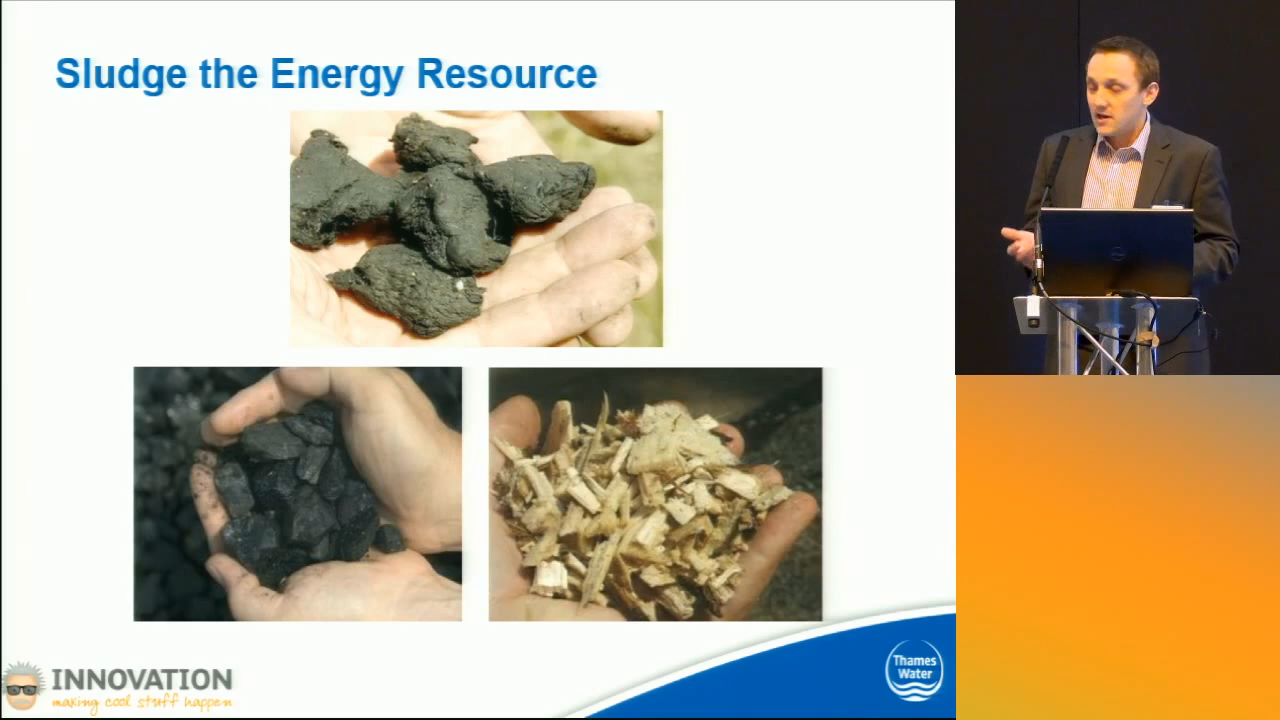 Sludge the Energy Resource
INNOVATION
making cool stuff happen
Thames
Water